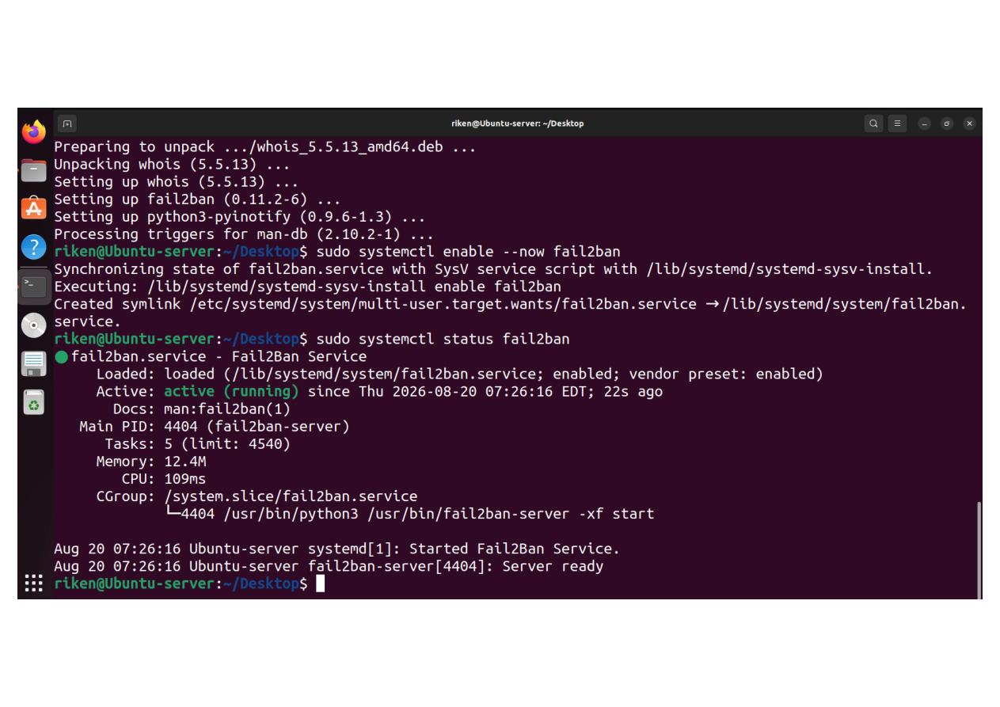 riken@Ubuntu-server: ~/Desktop
Preparing to unpack .../whois_5.5.13_amd64.deb ...
Unpacking whois (5.5.13) ...
Setting up whois (5.5.13) ...
Setting up fail2ban (0.11.2-6) ...
Setting up python3-pyinotify (0.9.6-1.3) ...
Processing triggers for man-db (2.10.2-1) ...
riken@Ubuntu-server:~/Desktop$ sudo systemctl enable --now fail2ban
Synchronizing state of fail2ban.service with SysV service script with /lib/systemd/systemd-sysv-install.
Executing: /lib/systemd/systemd-sysv-install enable fail2ban
Created symlink /etc/systemd/system/multi-user.target.wants/fail2ban.service → /lib/systemd/system/fail2ban.
service.
riken@Ubuntu-server:~/Desktop$ sudo systemctl status fail2ban
● fail2ban.service - Fail2Ban Service
     Loaded: loaded (/lib/systemd/system/fail2ban.service; enabled; vendor preset: enabled)
     Active: active (running) since Thu 2026-08-20 07:26:16 EDT; 22s ago
       Docs: man:fail2ban(1)
   Main PID: 4404 (fail2ban-server)
      Tasks: 5 (limit: 4540)
     Memory: 12.4M
        CPU: 109ms
     CGroup: /system.slice/fail2ban.service
             └─4404 /usr/bin/python3 /usr/bin/fail2ban-server -xf start
Aug 20 07:26:16 Ubuntu-server systemd[1]: Started Fail2Ban Service.
Aug 20 07:26:16 Ubuntu-server fail2ban-server[4404]: Server ready
riken@Ubuntu-server:~/Desktop$